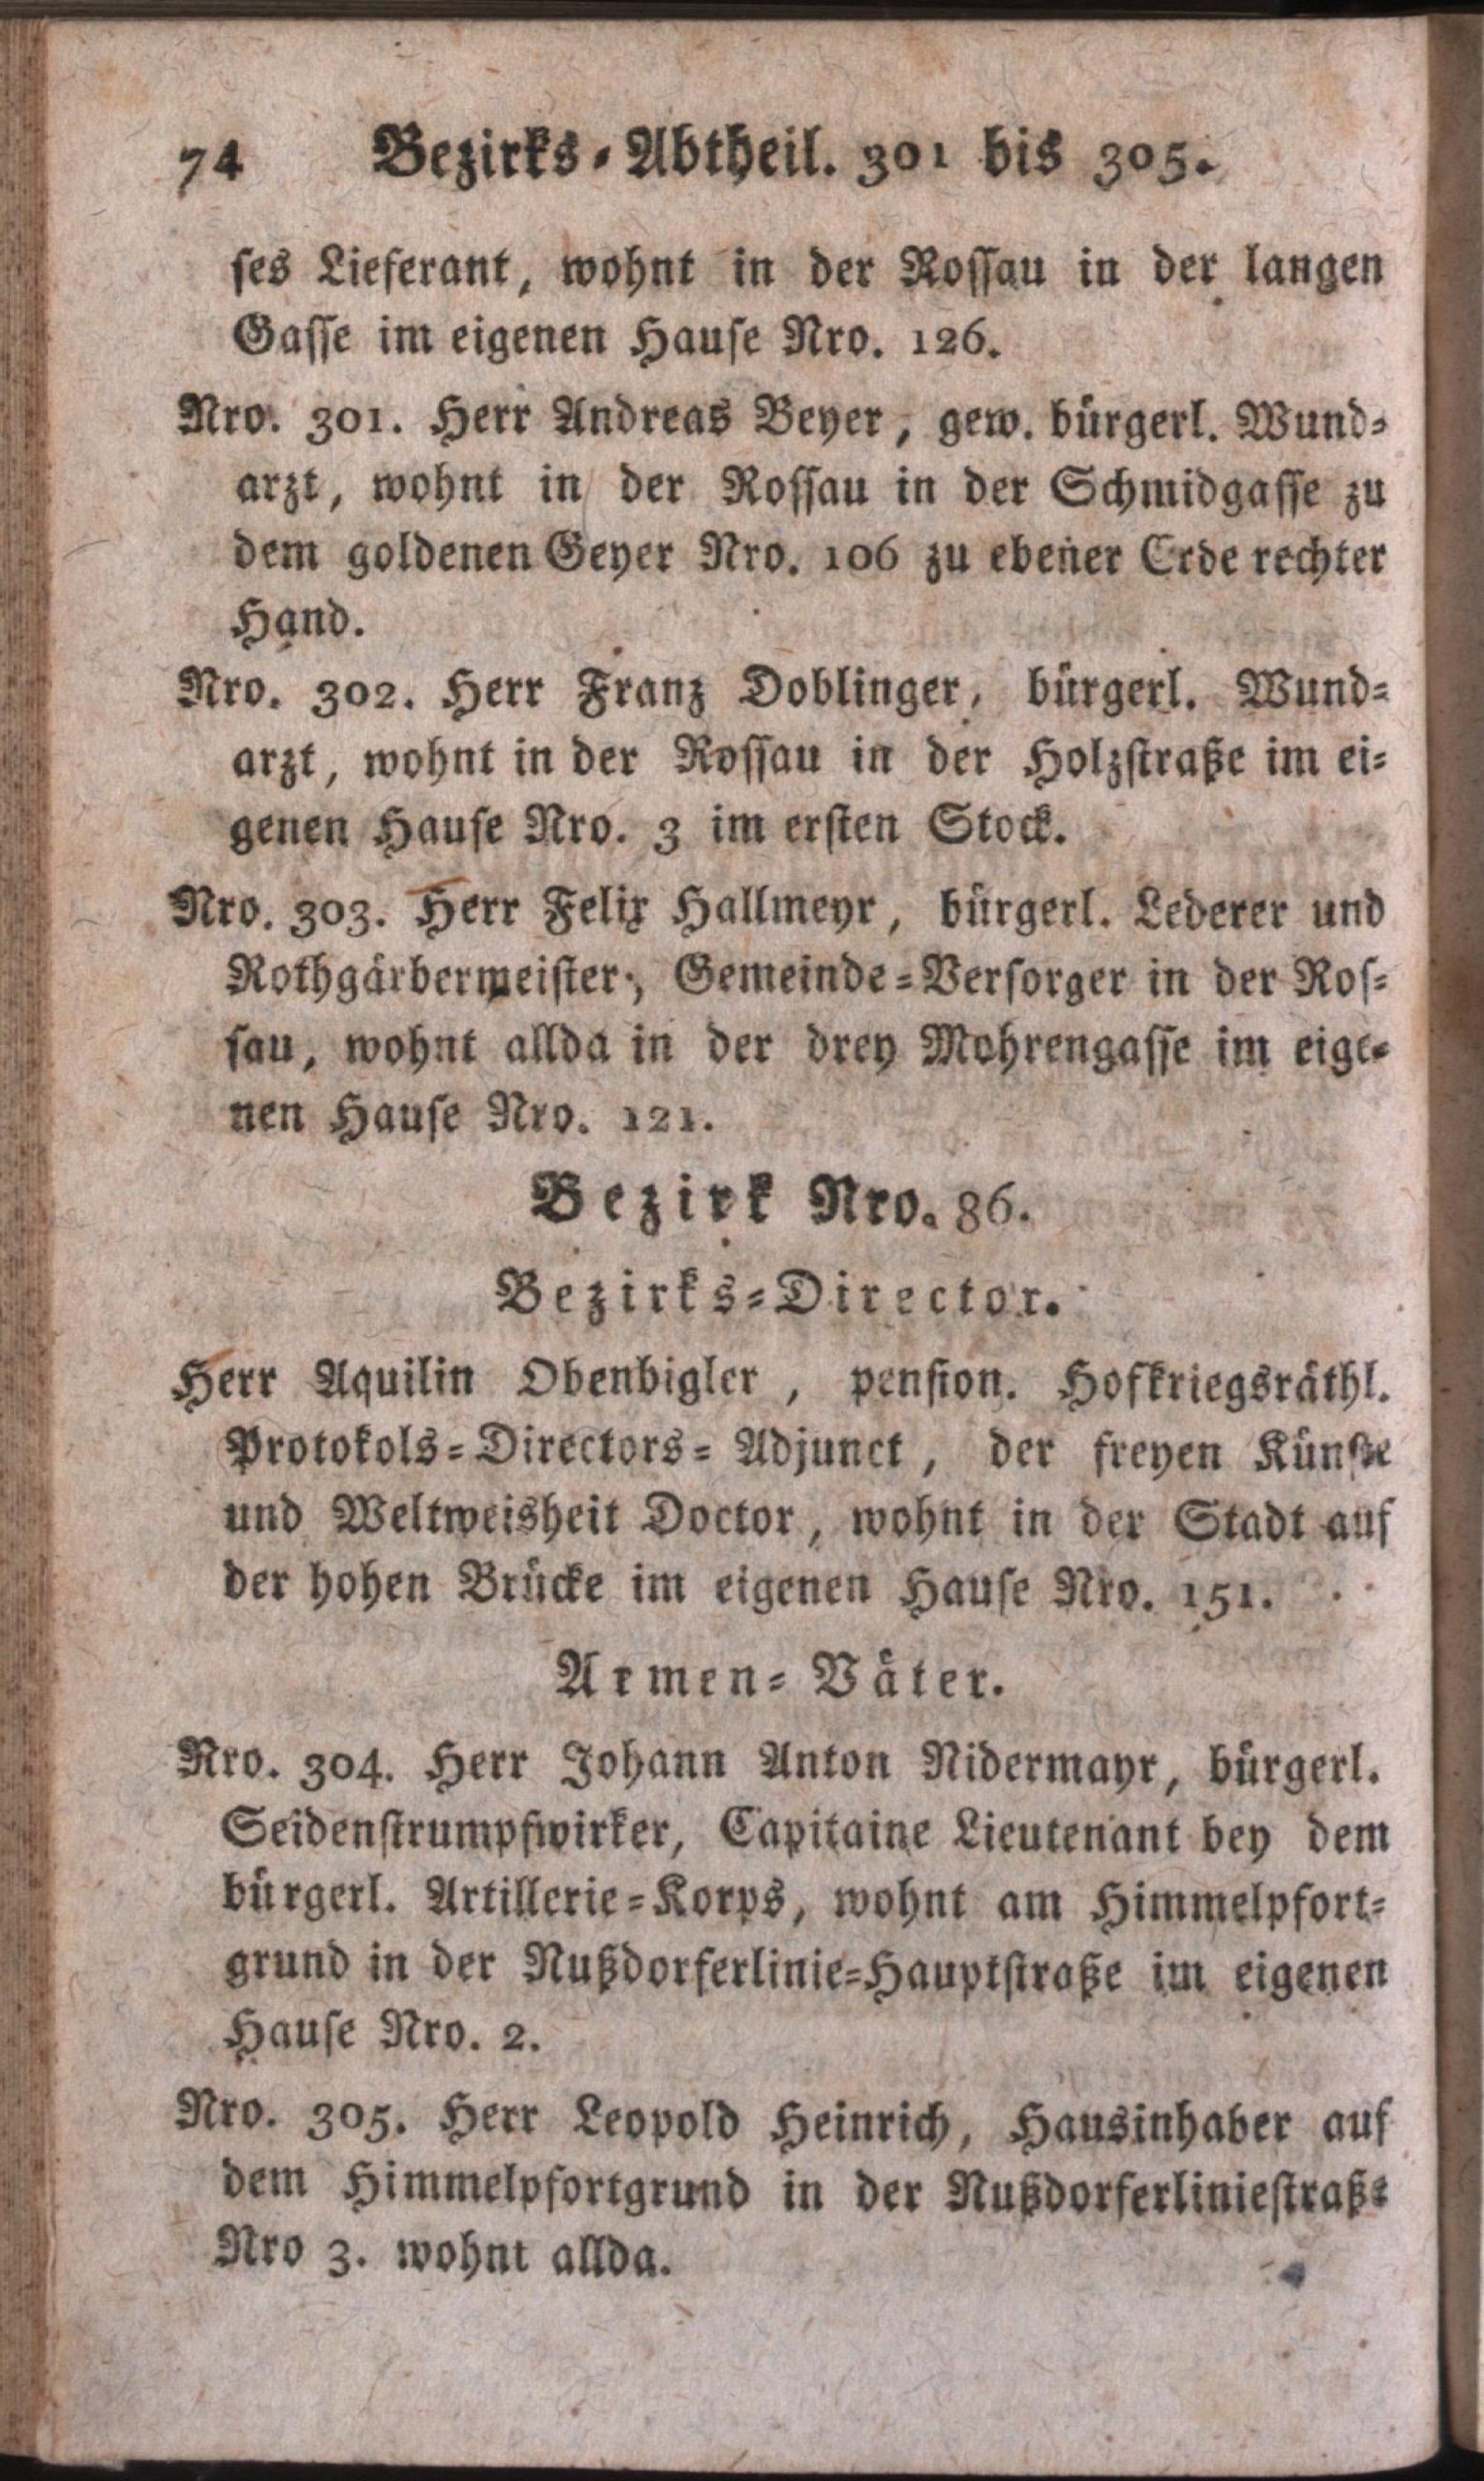 74 Bezirks-Abtheil. 301 bis 305.
ses Lieferant, wohnt in der Rossau in der langen
Gasse im eigenen Hause Nro. 126.
Nro. 301. Herr Andreas Beyer, gew. bürgerl. Wund-
arzt, wohnt in der Rossau in der Schmidgasse zu
dem goldenen Geyer Nro. 106 zu ebener Erde rechter
Hand.
Nro. 302. Herr Franz Doblinger, bürgerl. Wund-
arzt, wohnt in der Rossau in der Holzstraße im ei-
genen Hause Nro. 3 im ersten Stock.
Nro. 303. Herr Felix Hallmeyr, bürgerl. Lederer und
Rothgärbermeister, Gemeinde-Versorger in der Ros-
sau, wohnt allda in der drey Mohrengasse im eige-
nen Hause Nro. 121.
Bezirk Nro. 86.
Bezirks-Director.
Herr Aquilin Obenbigler, pension. Hofkriegsräthl.
Protokols-Directors-Adjunct, der freyen Künste
und Weltweisheit Doctor, wohnt in der Stadt auf
der hohen Brücke im eigenen Hause Nro. 151.
Armen-Väter.
Nro. 304. Herr Johann Anton Nidermayr, bürgerl.
Seidenstrumpfwirker, Capitaine Lieutenant bey dem
bürgerl. Artillerie-Korps, wohnt am Himmelpfort-
grund in der Nußdorferlinie-Hauptstraße im eigenen
Hause Nro. 2.
Nro. 305. Herr Leopold Heinrich, Hausinhaber auf
dem Himmelpfortgrund in der Nußdorferliniestraße
Nro 3. wohnt allda.